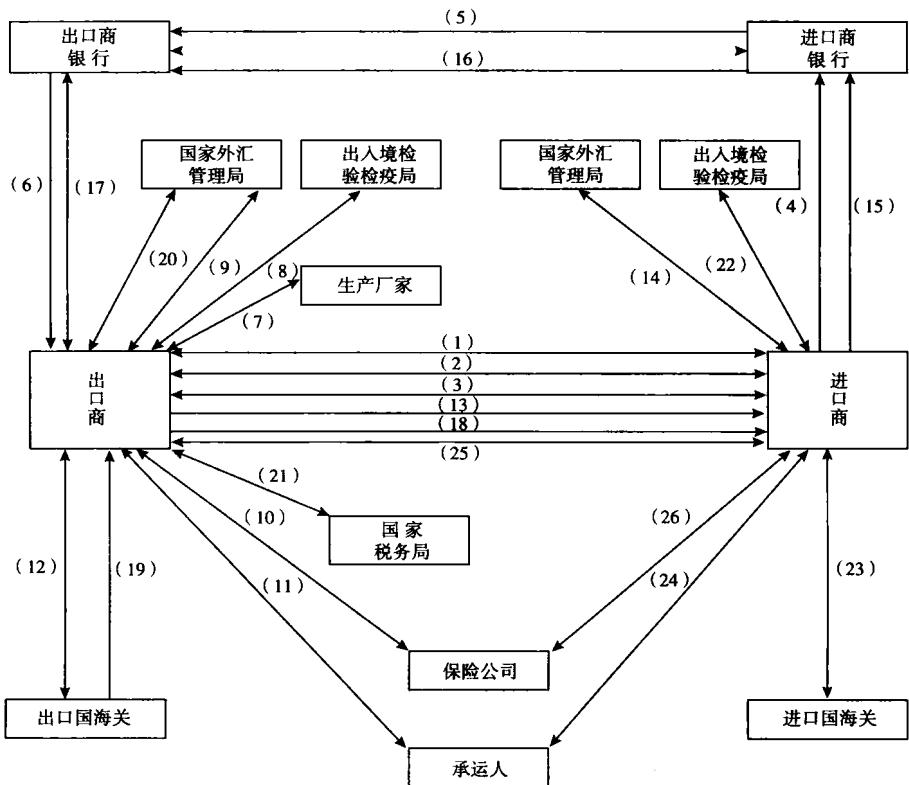 (5)
出口商
银行
进口商
银行
(16)
国家外汇
管理局
出入境检
验检疫局
国家外汇
管理局
出入境检
验检疫局
(6)
(17)
(4)
(15)
(20)
(9)
(8)
(14)
(22)
生产厂家
(7)
(1)
(2)
(3)
(13)
(18)
(25)
出口商
进口商
(21)
(10)
国家
税务局
(26)
(12)
(19)
(11)
(24)
(23)
保险公司
出口国海关
进口国海关
承运人